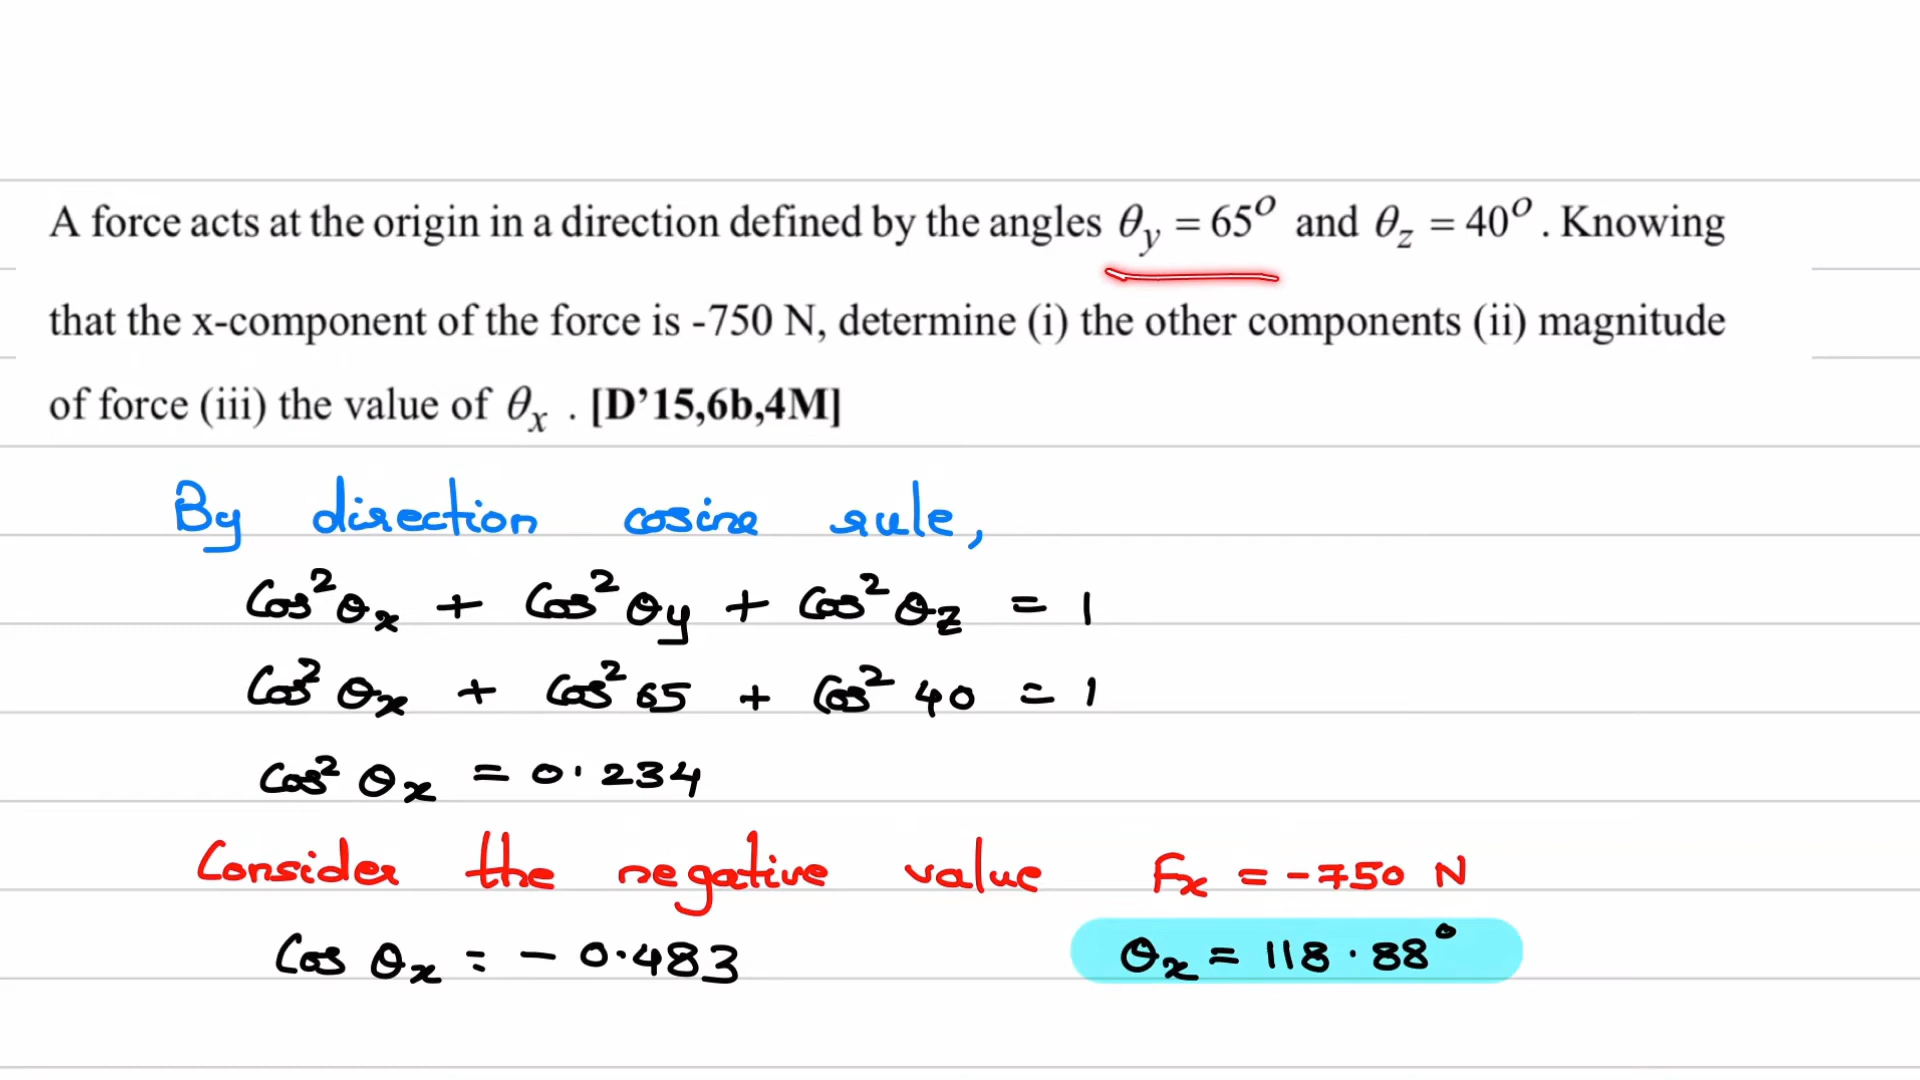 A force acts at the origin in a direction defined by the angles θy = 65° and θz = 40°. Knowing
that the x-component of the force is -750 N, determine (i) the other components (ii) magnitude
of force (iii) the value of θx . [D’15,6b,4M]
By direction cosine rule,
Cos²θx + Cos²θy + Cos²θz = 1
Cos²θx + Cos²65 + Cos²40 = 1
Cos²θx = 0.234
Consider the negative value Fx = -750 N
Cos θx = - 0.483 θx = 118.88°